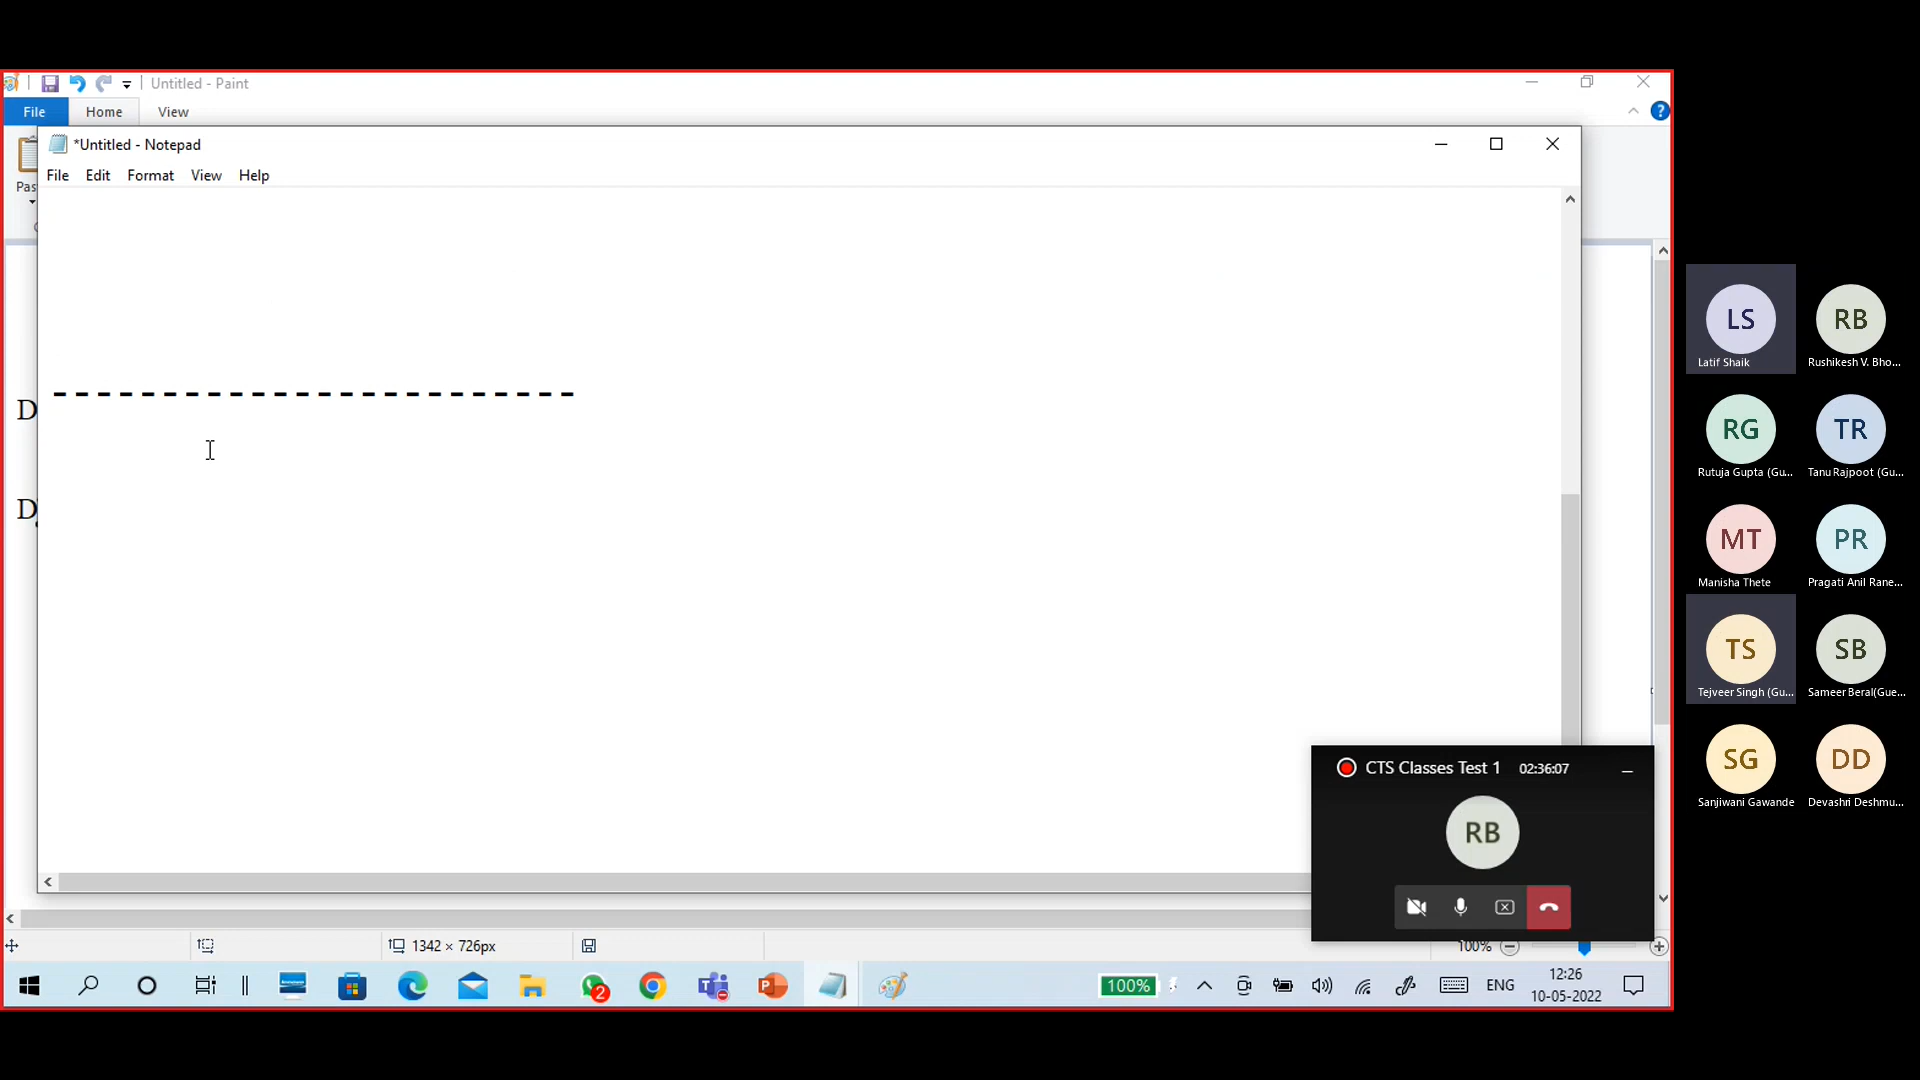 Untitled - Paint
File Home View
*Untitled - Notepad
File Edit Format View Help
- - - - - - - - - - - - - - - - - - - - - - - -
D
D
LS
Latif Shaik
RB
Rushikesh V. Bho...
RG
Rutuja Gupta (Gu...
TR
Tanu Rajpoot (Gu...
MT
Manisha Thete
PR
Pragati Anil Rane...
TS
Tejveer Singh (Gu...
SB
Sameer Beral(Gue...
SG
Sanjiwani Gawande
DD
Devashri Deshmu...
CTS Classes Test 1 02:36:07
RB
1342 × 726px
100%
2
100%
ENG
12:26
10-05-2022